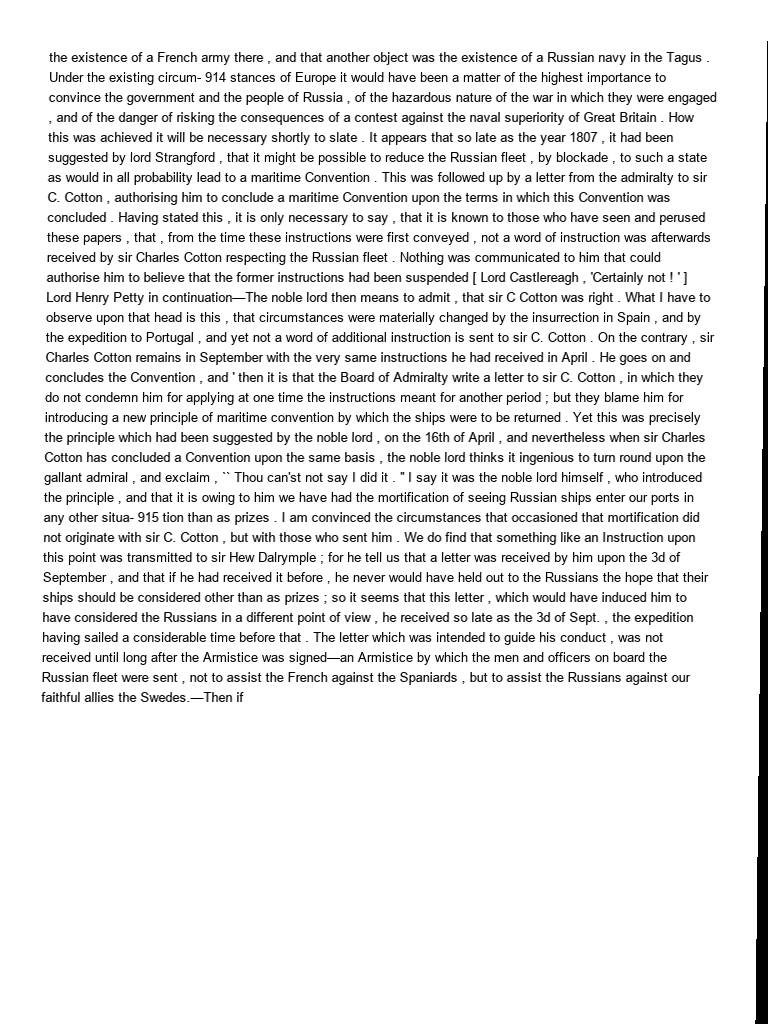 the existence of a French army there , and that another object was the existence of a Russian navy in the Tagus .
Under the existing circum- 914 stances of Europe it would have been a matter of the highest importance to
convince the government and the people of Russia , of the hazardous nature of the war in which they were engaged
, and of the danger of risking the consequences of a contest against the naval superiority of Great Britain . How
this was achieved it will be necessary shortly to slate . It appears that so late as the year 1807 , it had been
suggested by lord Strangford , that it might be possible to reduce the Russian fleet , by blockade , to such a state
as would in all probability lead to a maritime Convention . This was followed up by a letter from the admiralty to sir
C. Cotton , authorising him to conclude a maritime Convention upon the terms in which this Convention was
concluded . Having stated this , it is only necessary to say , that it is known to those who have seen and perused
these papers , that , from the time these instructions were first conveyed , not a word of instruction was afterwards
received by sir Charles Cotton respecting the Russian fleet . Nothing was communicated to him that could
authorise him to believe that the former instructions had been suspended [ Lord Castlereagh , 'Certainly not ! ' ]
Lord Henry Petty in continuation—The noble lord then means to admit , that sir C Cotton was right . What I have to
observe upon that head is this , that circumstances were materially changed by the insurrection in Spain , and by
the expedition to Portugal , and yet not a word of additional instruction is sent to sir C. Cotton . On the contrary , sir
Charles Cotton remains in September with the very same instructions he had received in April . He goes on and
concludes the Convention , and ' then it is that the Board of Admiralty write a letter to sir C. Cotton , in which they
do not condemn him for applying at one time the instructions meant for another period ; but they blame him for
introducing a new principle of maritime convention by which the ships were to be returned . Yet this was precisely
the principle which had been suggested by the noble lord , on the 16th of April , and nevertheless when sir Charles
Cotton has concluded a Convention upon the same basis , the noble lord thinks it ingenious to turn round upon the
gallant admiral , and exclaim , `` Thou can'st not say I did it . " I say it was the noble lord himself , who introduced
the principle , and that it is owing to him we have had the mortification of seeing Russian ships enter our ports in
any other situa- 915 tion than as prizes . I am convinced the circumstances that occasioned that mortification did
not originate with sir C. Cotton , but with those who sent him . We do find that something like an Instruction upon
this point was transmitted to sir Hew Dalrymple ; for he tell us that a letter was received by him upon the 3d of
September , and that if he had received it before , he never would have held out to the Russians the hope that their
ships should be considered other than as prizes ; so it seems that this letter , which would have induced him to
have considered the Russians in a different point of view , he received so late as the 3d of Sept. , the expedition
having sailed a considerable time before that . The letter which was intended to guide his conduct , was not
received until long after the Armistice was signed—an Armistice by which the men and officers on board the
Russian fleet were sent , not to assist the French against the Spaniards , but to assist the Russians against our
faithful allies the Swedes.—Then if